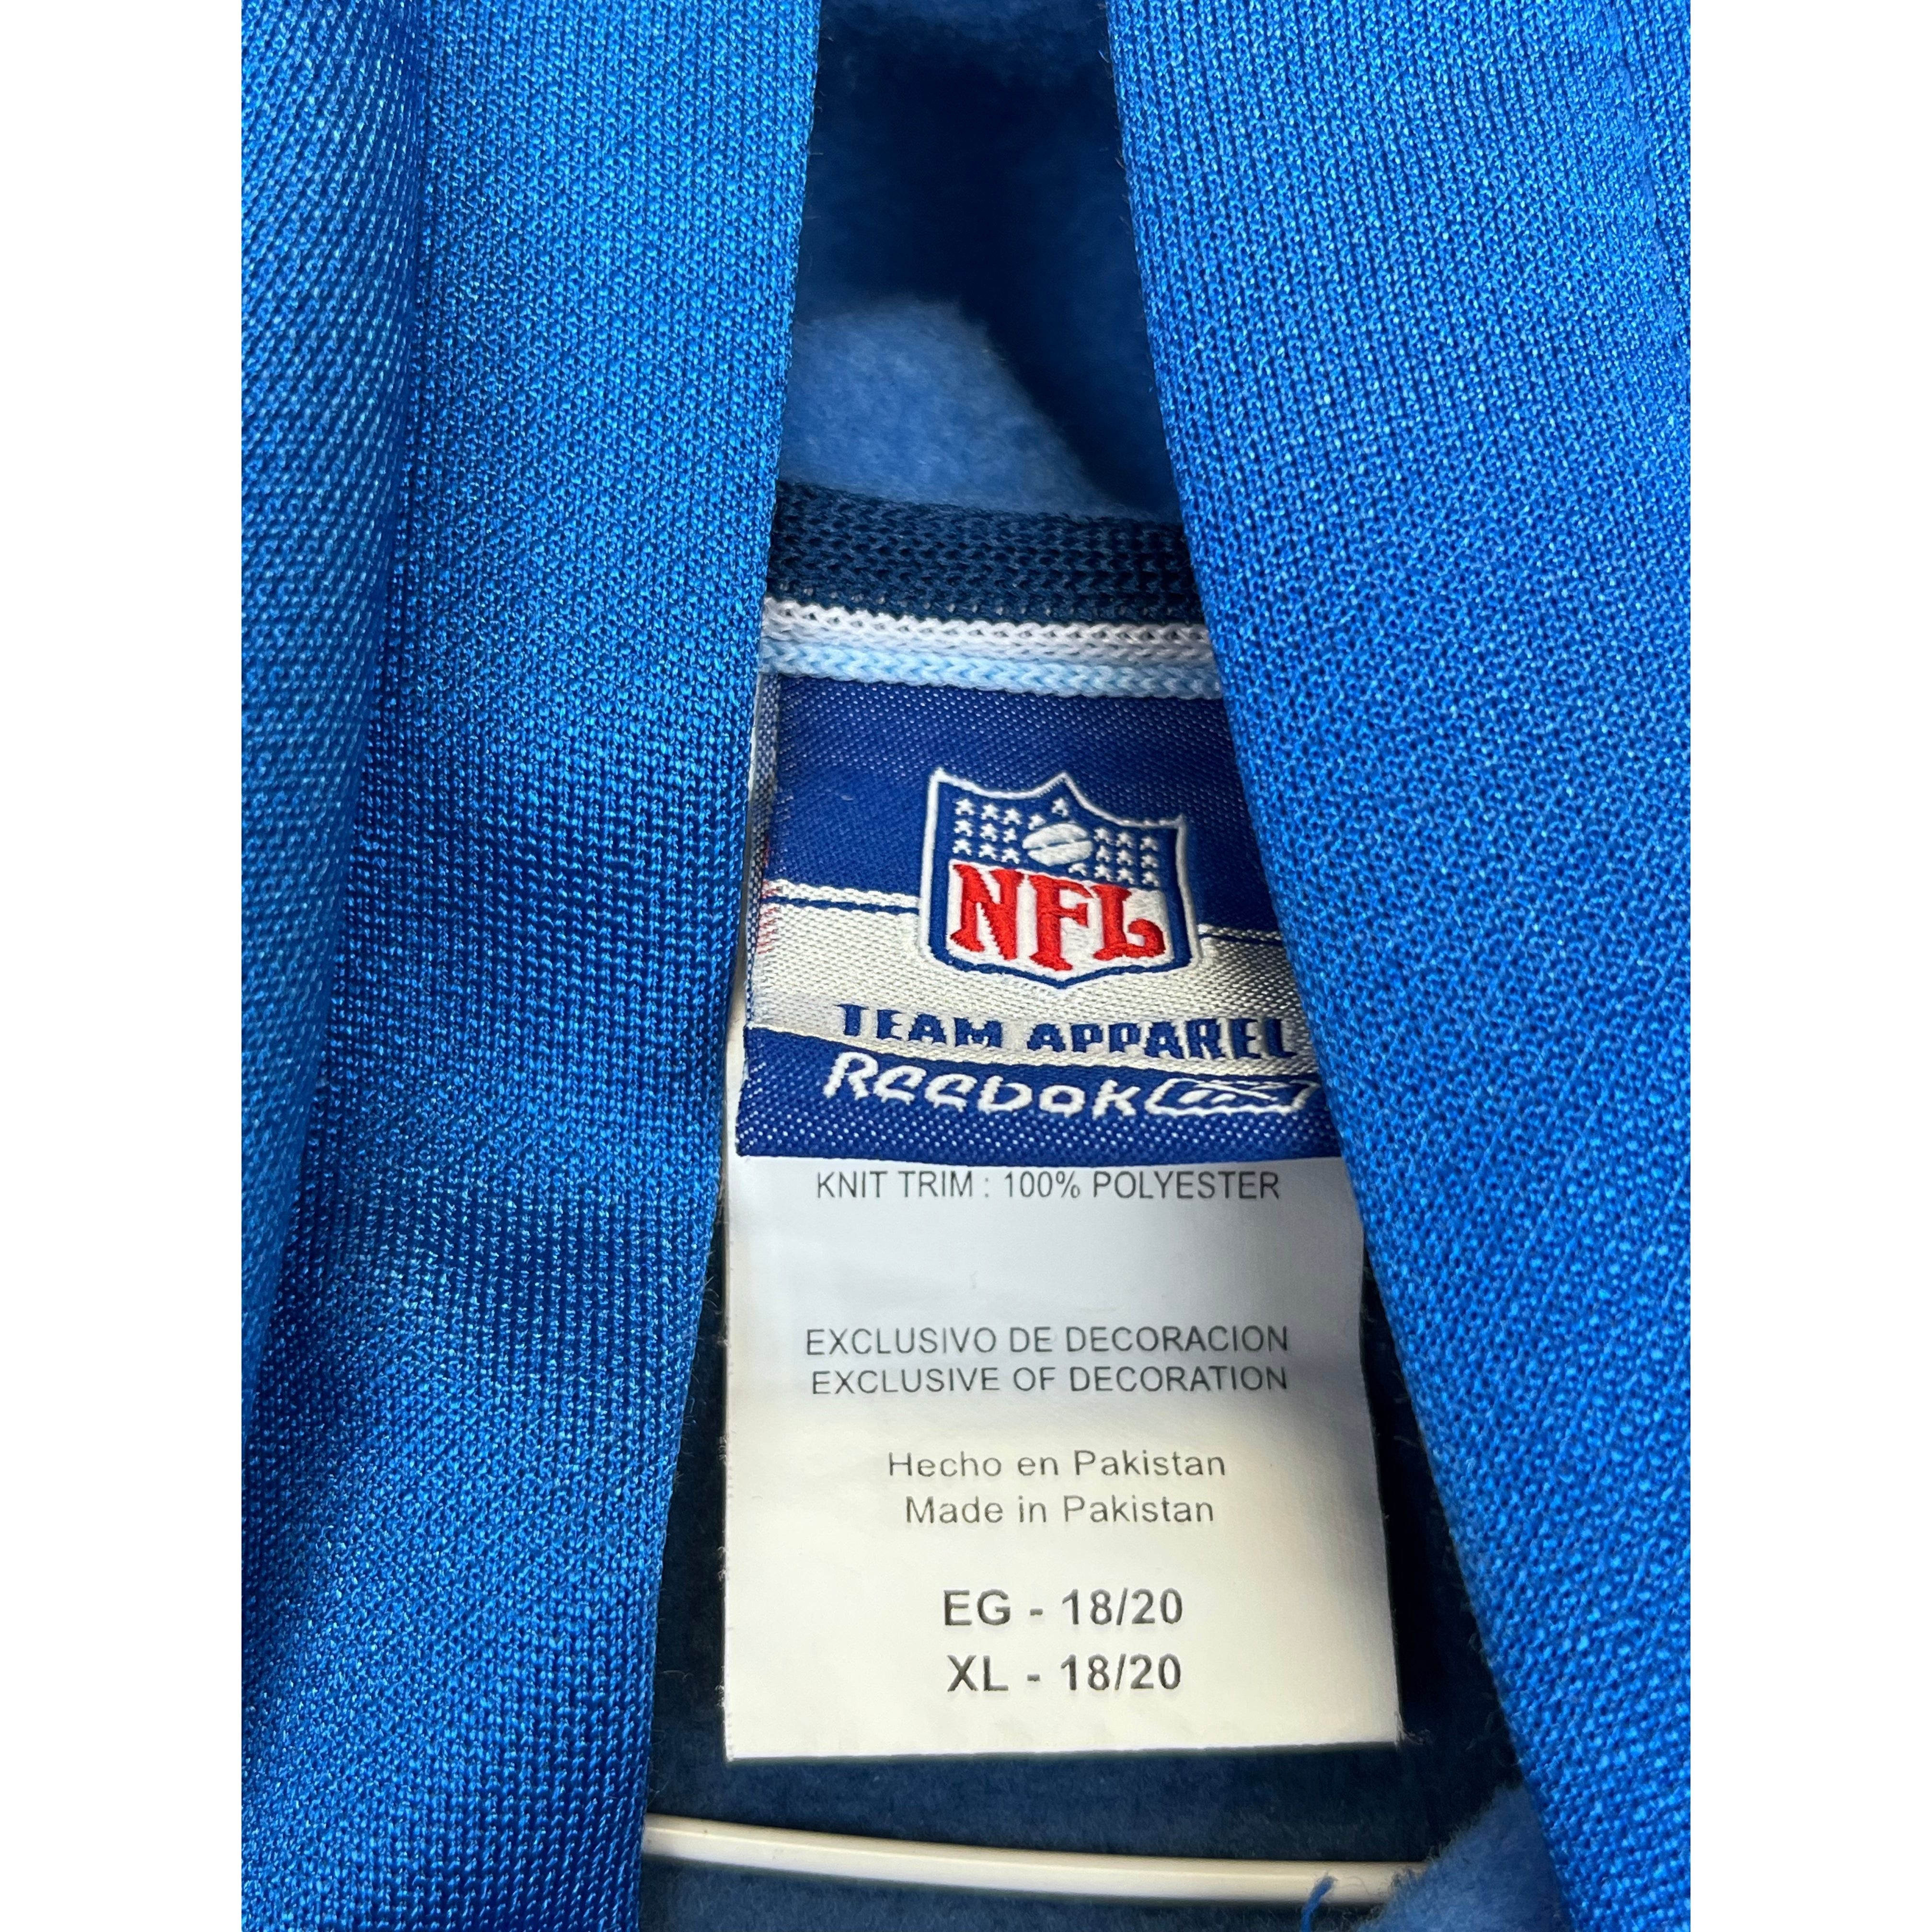 NFL
TEAM APPAREL
Reebok
KNIT TRIM : 100% POLYESTER
EXCLUSIVO DE DECORACION
EXCLUSIVE OF DECORATION
Hecho en Pakistan
Made in Pakistan
EG - 18/20
XL - 18/20